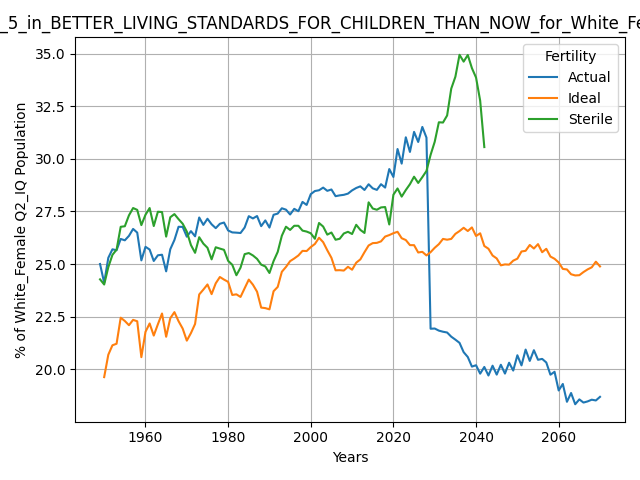 _5_in_BETTER_LIVING_STANDARDS_FOR_CHILDREN_THAN_NOW_for_White_Fe
% of White_Female Q2_IQ Population
35.0
32.5
30.0
27.5
25.0
22.5
20.0
Fertility
Actual
Ideal
Sterile
1960
1980
2000
2020
2040
2060
Years